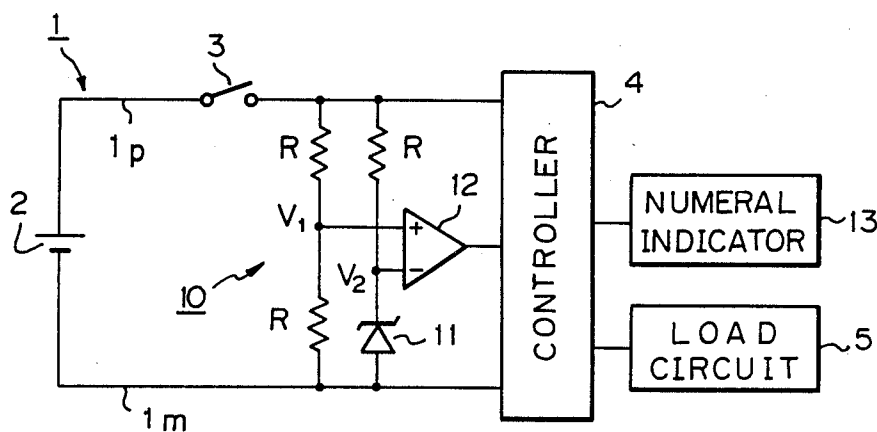 1
3
4
1p
R
R
12
CONTROLLER
2
V1
+
NUMERAL
INDICATOR
13
V2
−
10
R
11
LOAD
CIRCUIT
5
1m